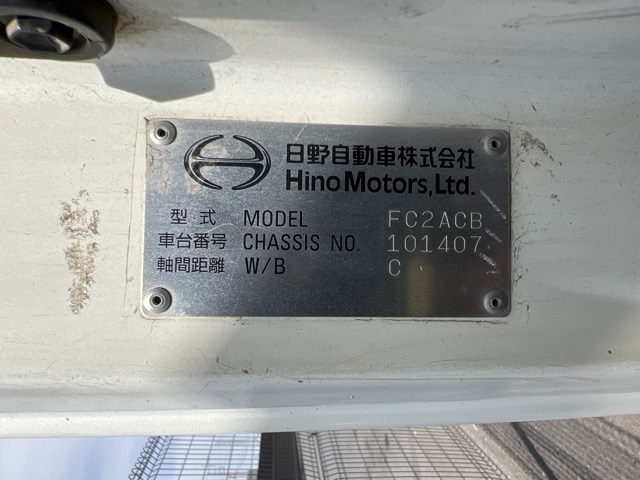 日野自動車株式会社
Hino Motors, Ltd.
型式 MODEL FC2ACB
車台番号 CHASSIS NO. 101407
軸間距離 W/B C